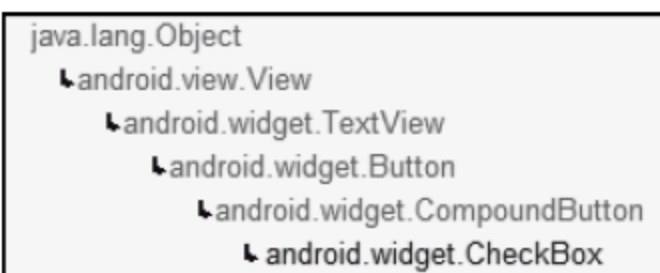 java.lang.Object
android.view.View
android.widget.TextView
android.widget.Button
android.widget.CompoundButton
android.widget.CheckBox